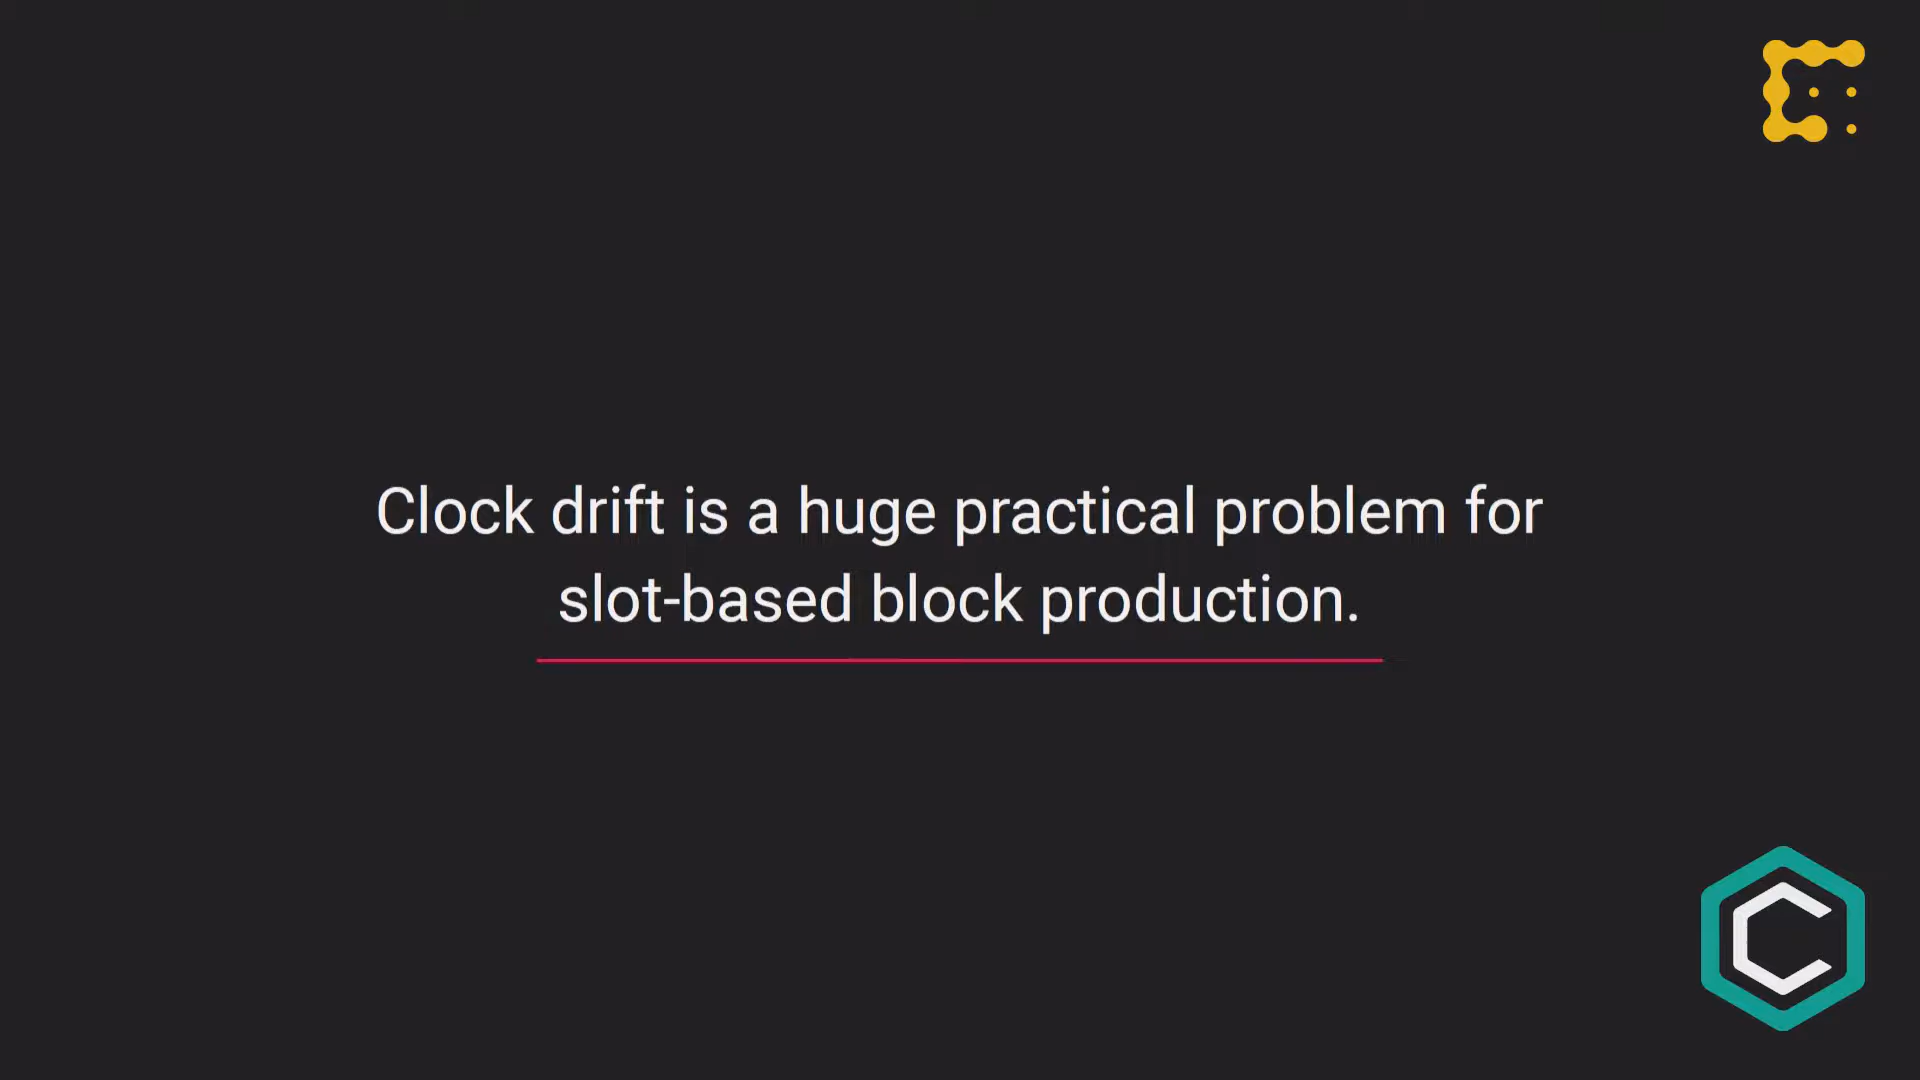 Clock drift is a huge practical problem for
slot-based block production.